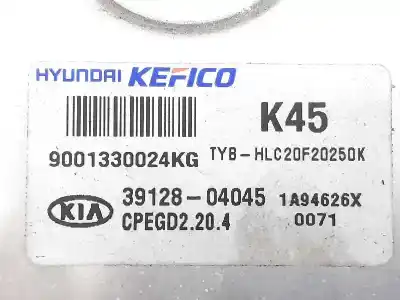 HYUNDAI KEFICO
K45
9001330024KG TYB-HLC20F20250K
KIA 39128-04045 1A94626X
CPEGD2.20.4 0071